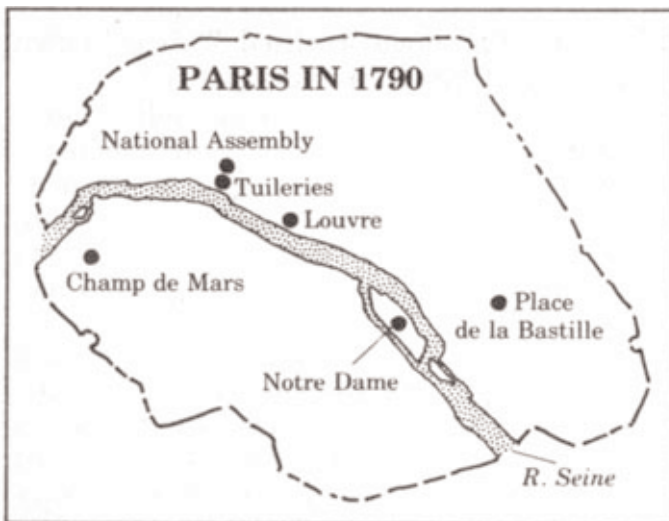 PARIS IN 1790
National Assembly
Tuileries
Louvre
Champ de Mars
Place
de la Bastille
Notre Dame
R. Seine